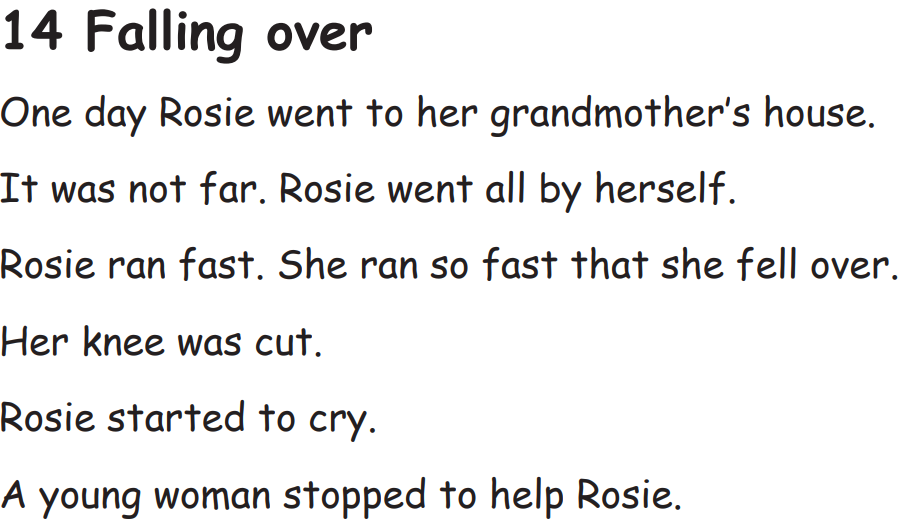 14 Falling over
One day Rosie went to her grandmother’s house.
It was not far. Rosie went all by herself.
Rosie ran fast. She ran so fast that she fell over.
Her knee was cut.
Rosie started to cry.
A young woman stopped to help Rosie.